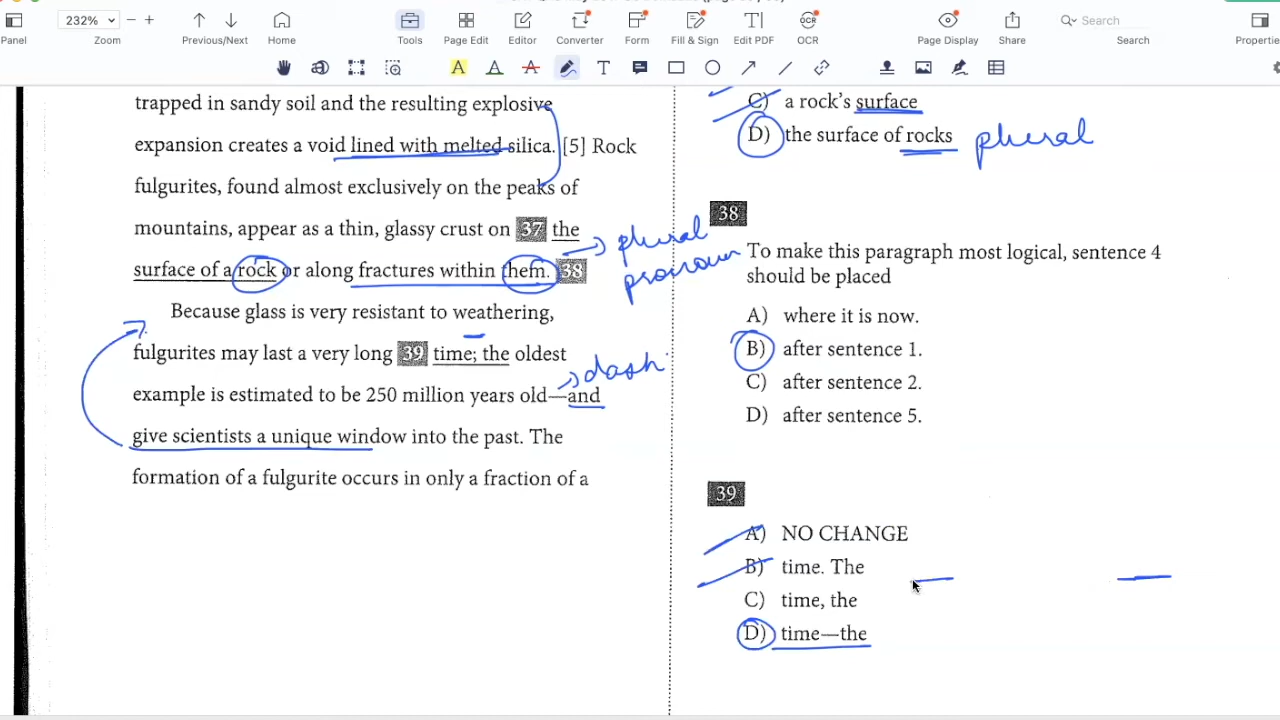 232%
Panel
Zoom
Previous/Next
Home
Tools
Page Edit
Editor
Converter
Form
Fill & Sign
Edit PDF
OCR
OCR
Page Display
Share
Search
Search
Propertie
A A A T
trapped in sandy soil and the resulting explosive
expansion creates a void lined with melted silica. [5] Rock
fulgurites, found almost exclusively on the peaks of
mountains, appear as a thin, glassy crust on 37 the
surface of a rock or along fractures within them. 38
plural
pronoun
Because glass is very resistant to weathering,
fulgurites may last a very long 39 time; the oldest
dash
example is estimated to be 250 million years old—and
give scientists a unique window into the past. The
formation of a fulgurite occurs in only a fraction of a
C) a rock's surface
D) the surface of rocks plural
38
To make this paragraph most logical, sentence 4
should be placed
A) where it is now.
B) after sentence 1.
C) after sentence 2.
D) after sentence 5.
39
A) NO CHANGE
B) time. The
C) time, the
D) time—the